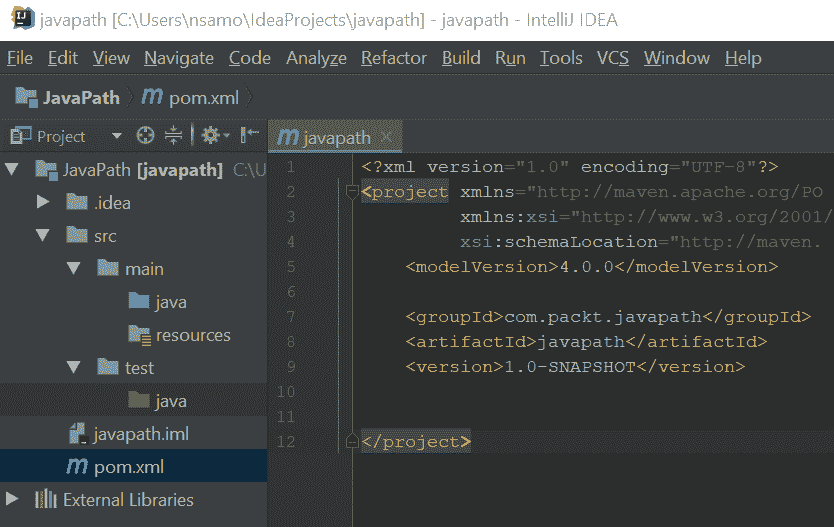 javapath [C:\Users\nsamo\IdeaProjects\javapath] - javapath - IntelliJ IDEA
File Edit View Navigate Code Analyze Refactor Build Run Tools VCS Window Help
JavaPath pom.xml
Project
JavaPath [javapath] C:\U
.idea
src
main
java
resources
test
java
javapath.iml
pom.xml
External Libraries
javapath
1 <?xml version="1.0" encoding="UTF-8"?>
2 <project xmlns="http://maven.apache.org/PO
3 xmlns:xsi="http://www.w3.org/2001/
4 xsi:schemaLocation="http://maven.
5 <modelVersion>4.0.0</modelVersion>
6
7 <groupId>com.packt.javapath</groupId>
8 <artifactId>javapath</artifactId>
9 <version>1.0-SNAPSHOT</version>
10
11
12 </project>